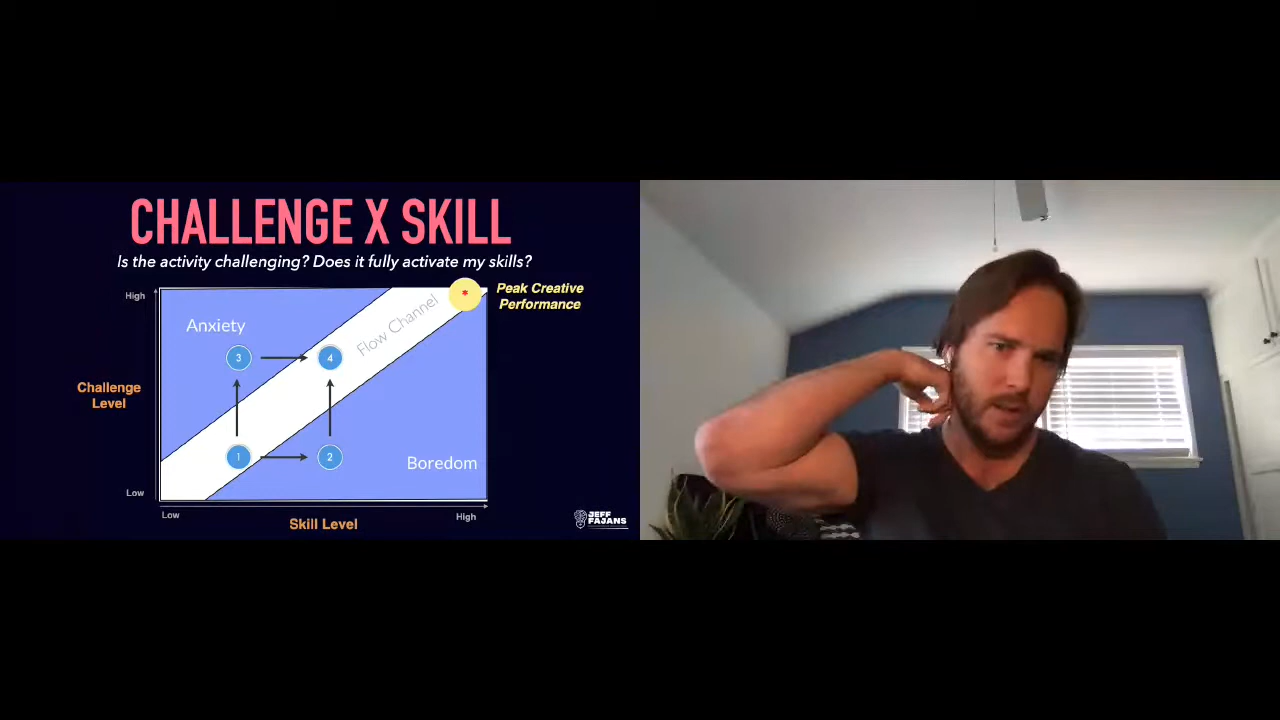 CHALLENGE X SKILL
Is the activity challenging? Does it fully activate my skills?
High
Peak Creative
Performance
Anxiety
Flow Channel
3
4
Challenge
Level
1
2
Boredom
Low
Low
High
Skill Level
JEFF
FAJANS